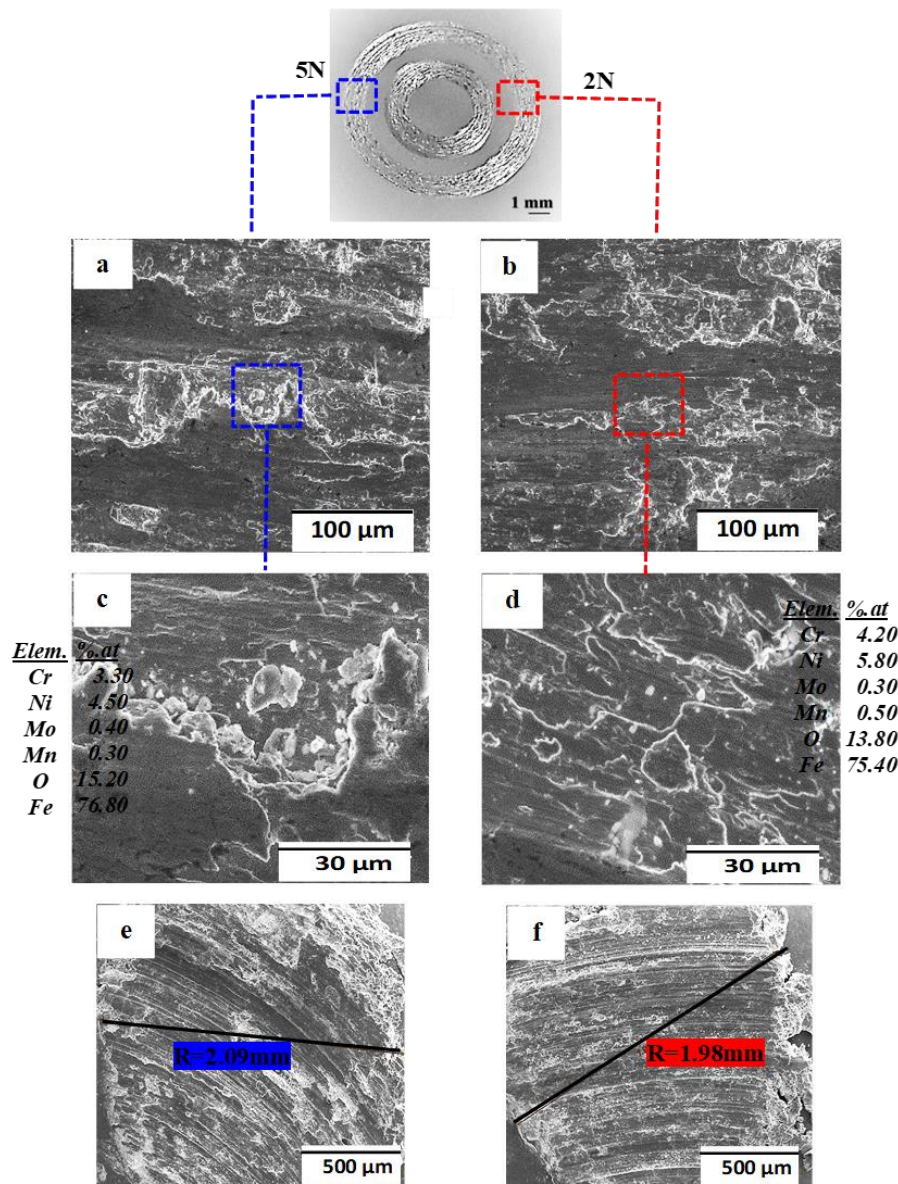 5N
2N
1 mm
a
b
100 µm
100 µm
c
d
Elem. %.at
Cr 3.30
Ni 4.50
Mo 0.40
Mn 0.30
O 15.20
Fe 76.80
Elem. %.at
Cr 4.20
Ni 5.80
Mo 0.30
Mn 0.50
O 13.80
Fe 75.40
30 µm
30 µm
e
f
R=2.09mm
R=1.98mm
500 µm
500 µm